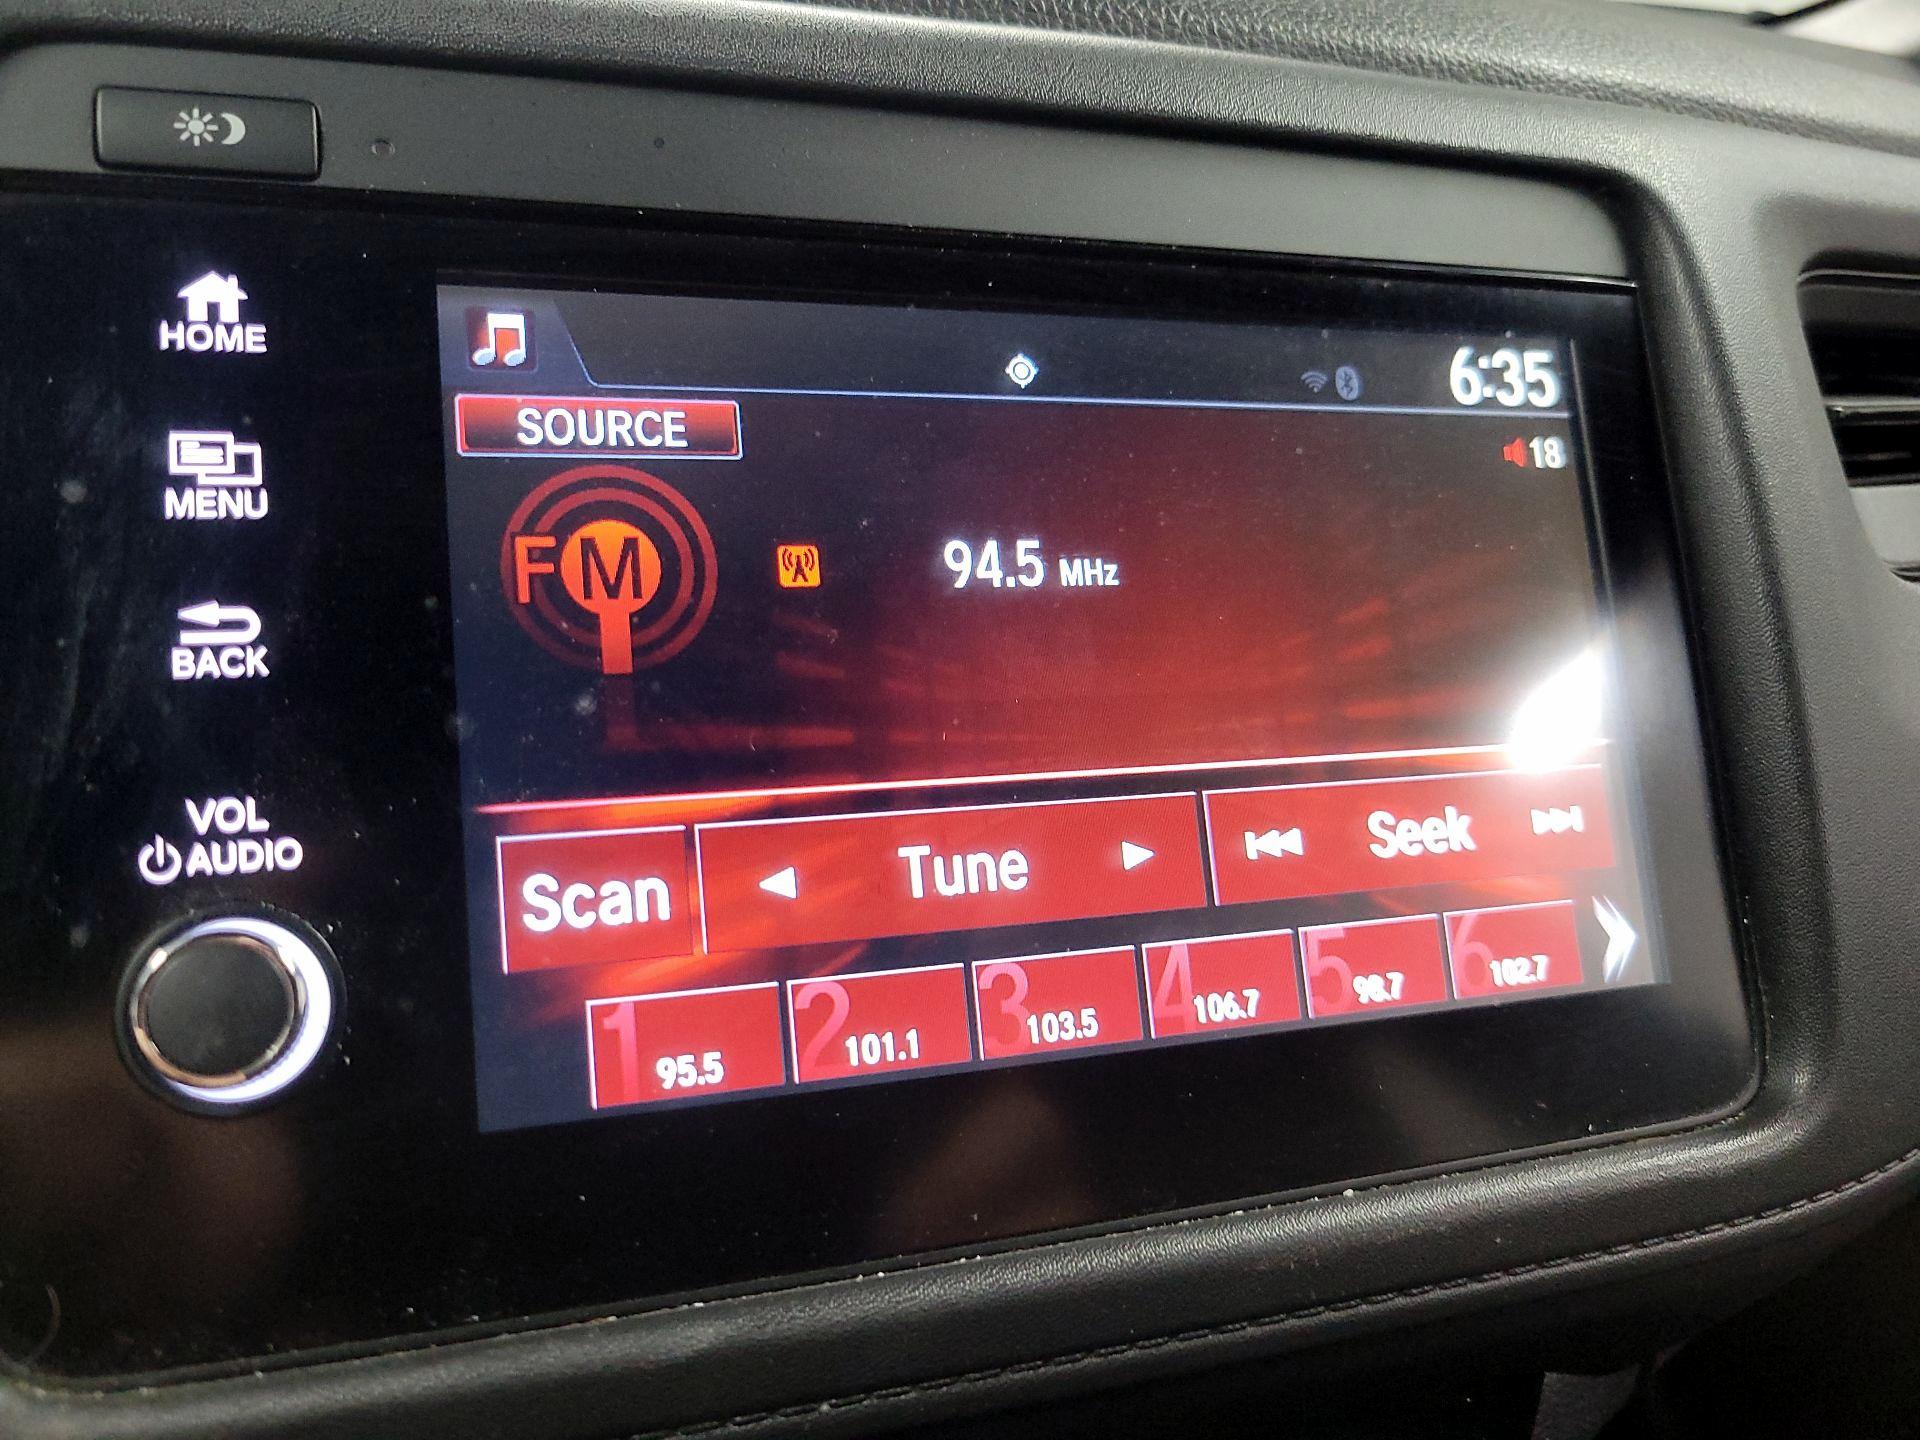 HOME
MENU
BACK
VOL
AUDIO
6:35
SOURCE
18
FM
94.5 MHz
Scan
Tune
Seek
1 95.5
2 101.1
3 103.5
4 106.7
5 98.7
6 102.7